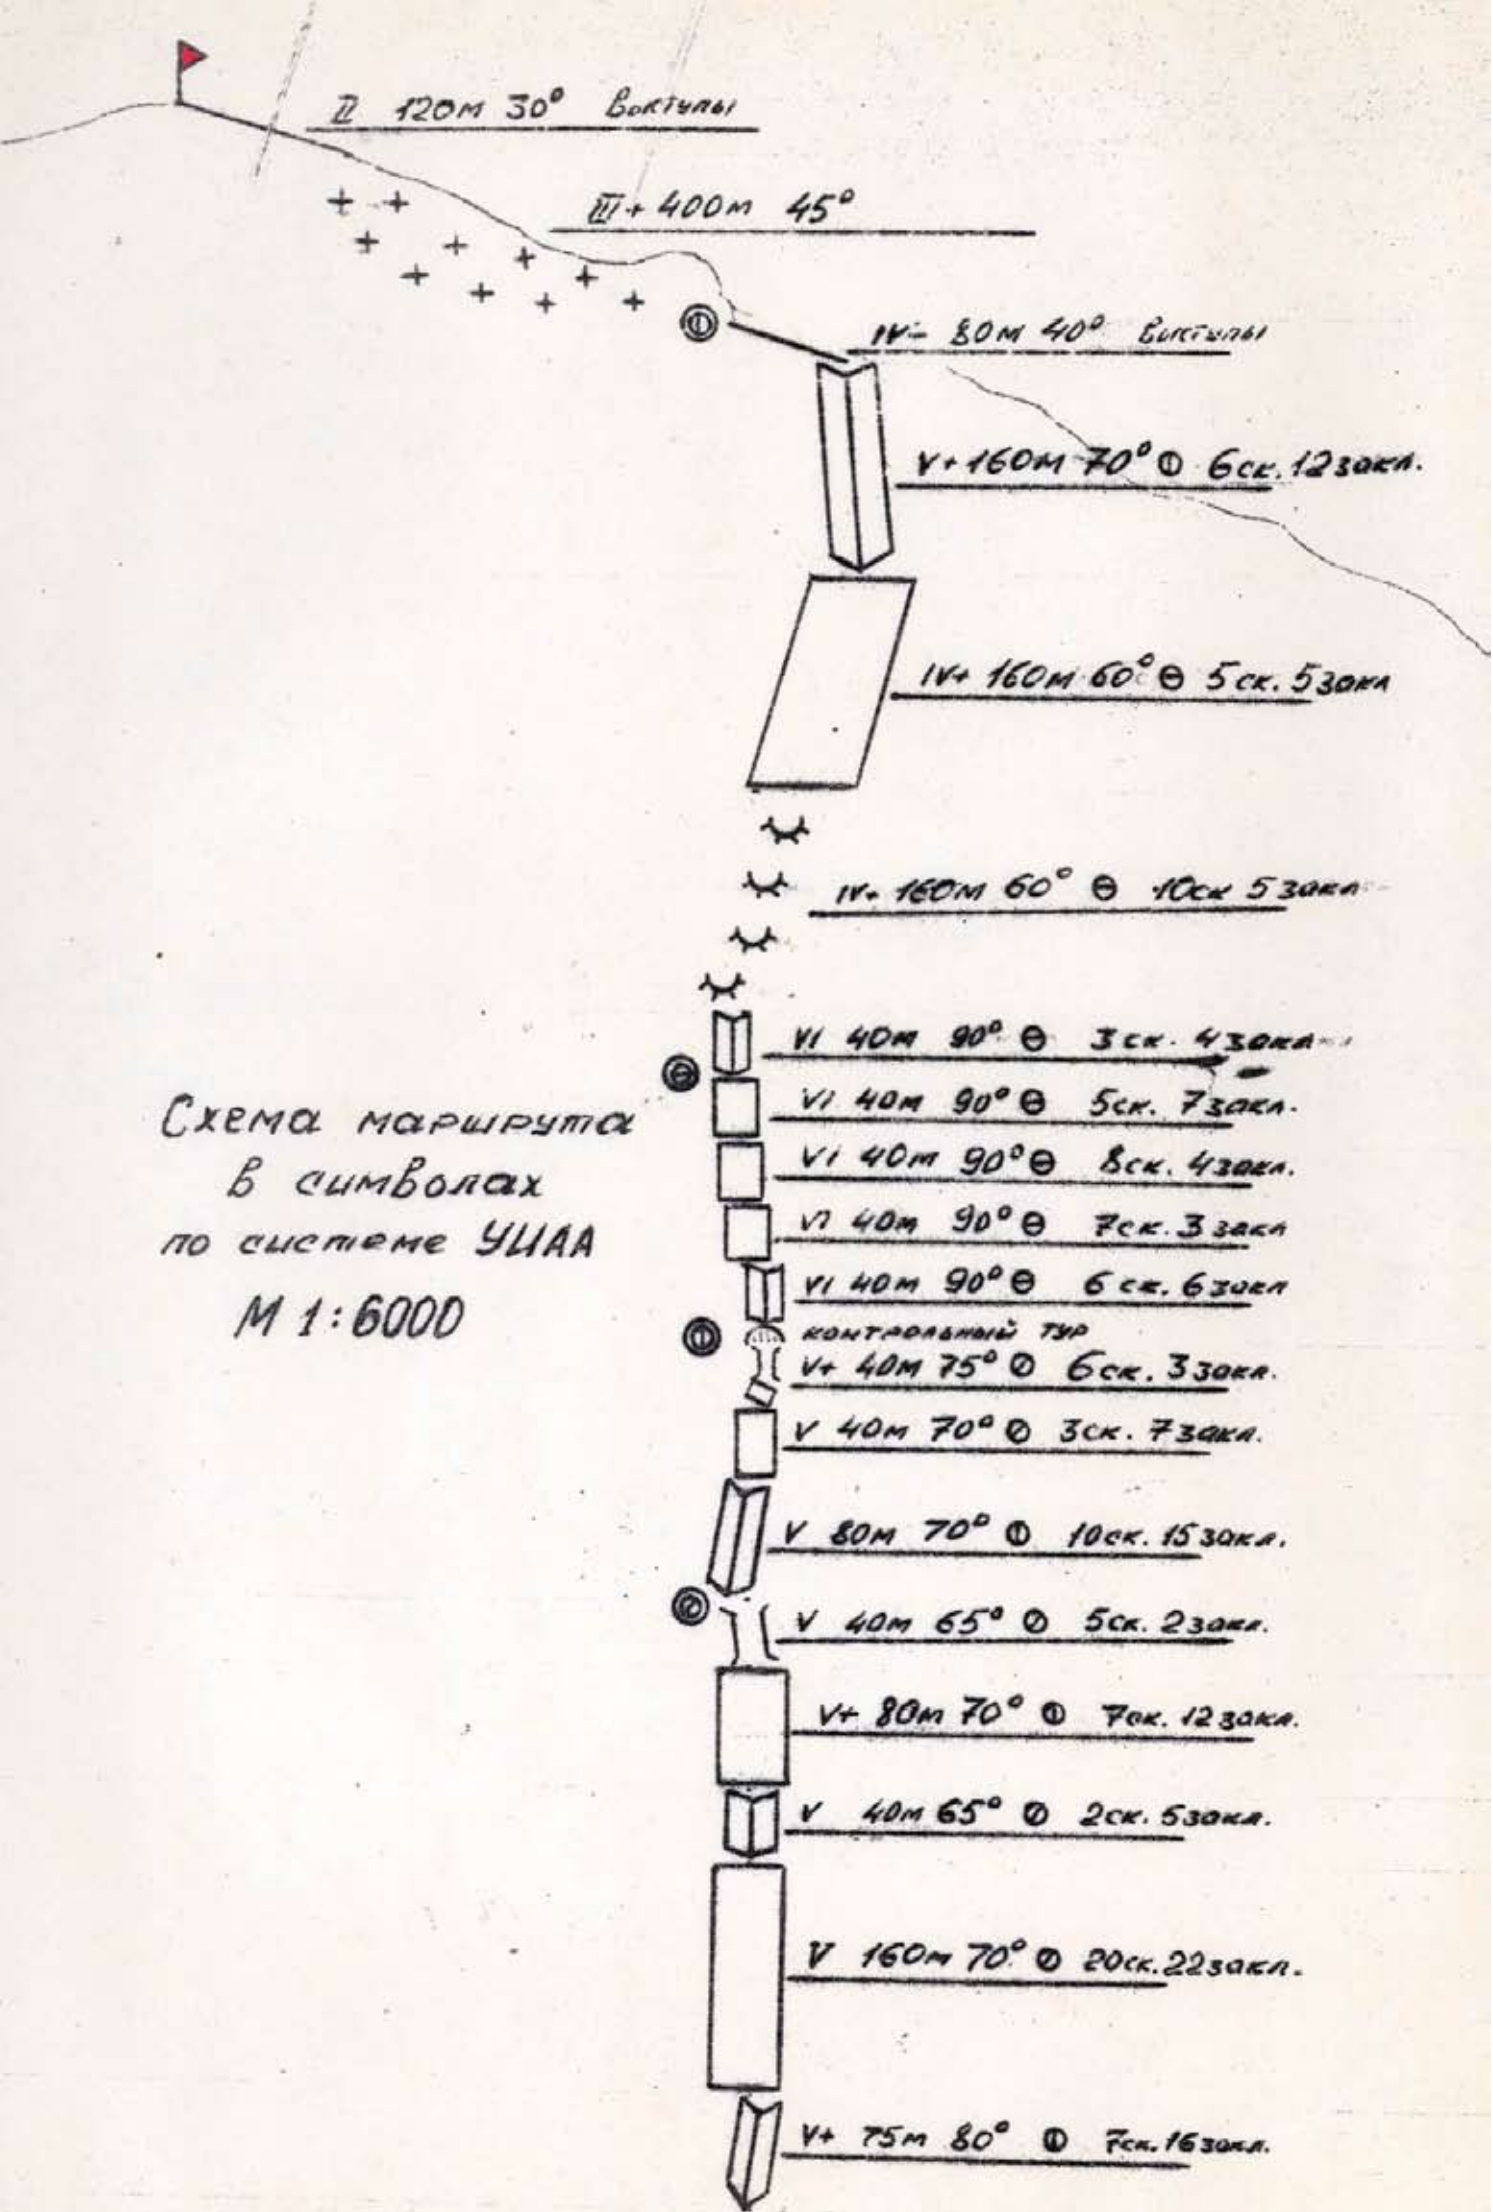 II 120м 30° Выступы
III+ 400м 45°
IV- 80м 40° Выступы
V+ 160м 70° 6ск. 12закл.
IV+ 160м 60° 5ск. 5закл
IV+ 160м 60° 10ск 5закл
VI 40м 90° 3ск. 4закл
VI 40м 90° 5ск. 7закл.
VI 40м 90° 8ск. 4закл.
VI 40м 90° 7ск. 3закл
VI 40м 90° 6ск. 6закл
контрольный тур
V+ 40м 75° 6ск. 3закл.
V 40м 70° 3ск. 7закл.
V 80м 70° 10ск. 15закл.
V 40м 65° 5ск. 2закл.
V+ 80м 70° 7ск. 12закл.
V 40м 65° 2ск. 5закл.
V 160м 70° 20ск. 22закл.
V+ 75м 80° 7ск. 16закл.
Схема маршрута
в символах
по системе УИАА
М 1:6000